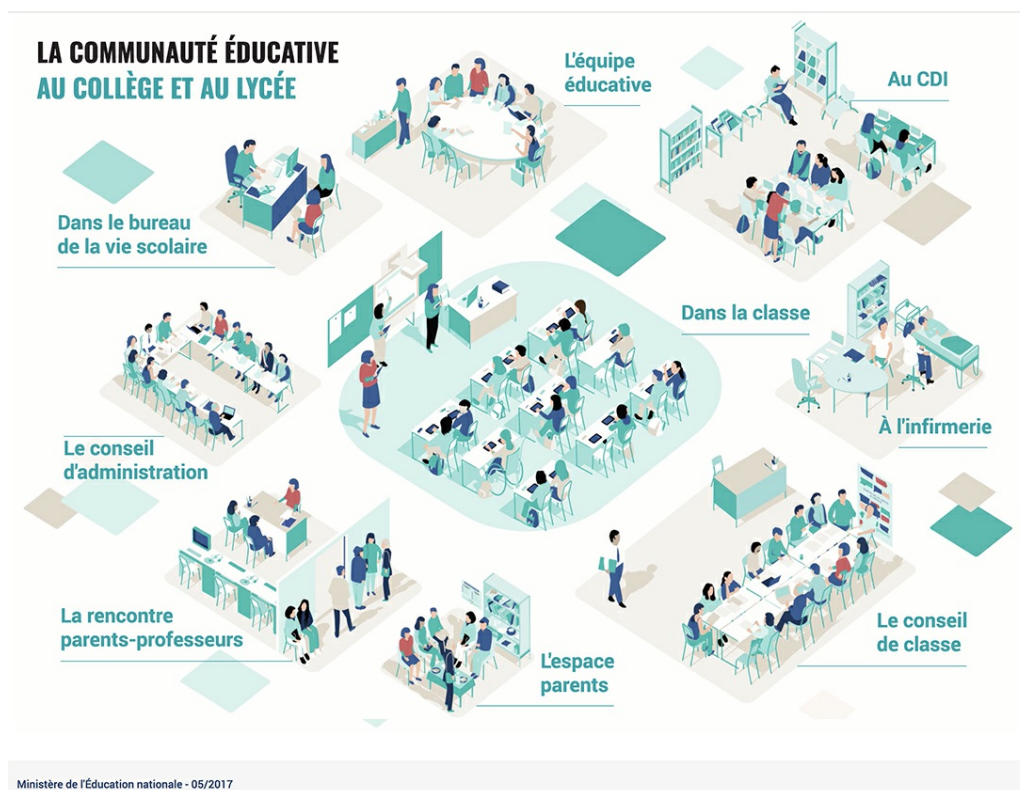 LA COMMUNAUTÉ ÉDUCATIVE
AU COLLÈGE ET AU LYCÉE
L'équipe
éducative
Au CDI
Dans le bureau
de la vie scolaire
Dans la classe
À l'infirmerie
Le conseil
d'administration
La rencontre
parents-professeurs
L'espace
parents
Le conseil
de classe
Ministère de l'Éducation nationale - 05/2017